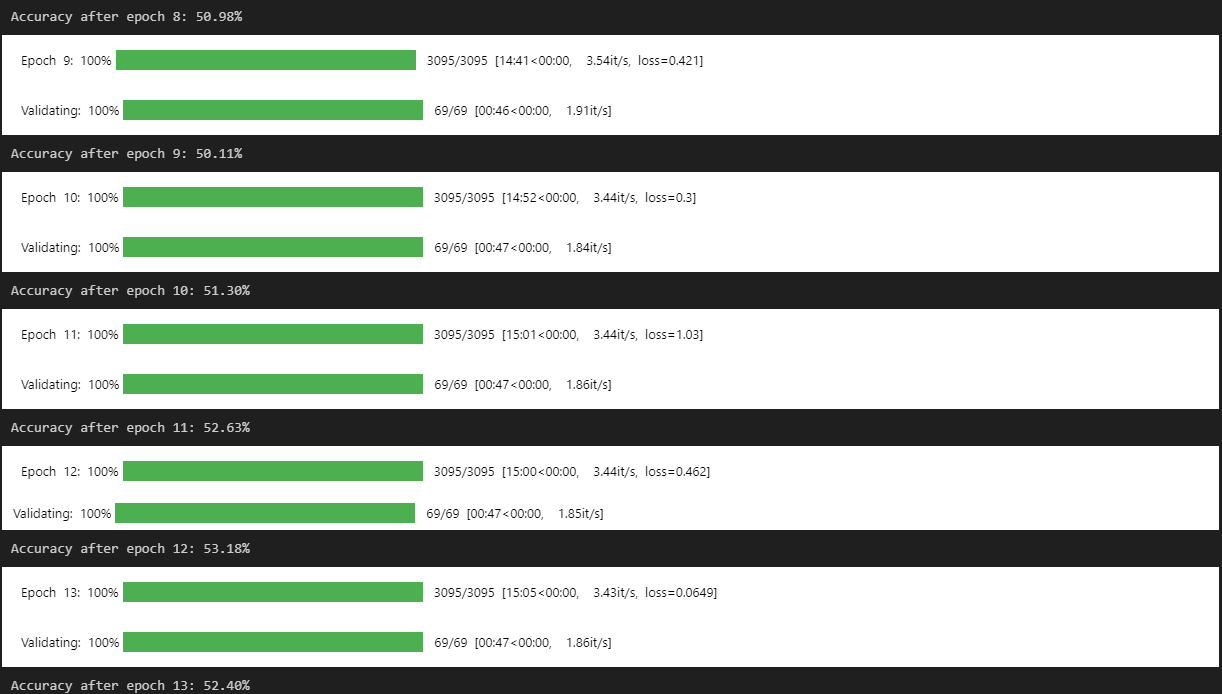 Accuracy after epoch 8: 50.98%
Epoch 9: 100% 3095/3095 [14:41<00:00, 3.54it/s, loss=0.421]
Validating: 100% 69/69 [00:46<00:00, 1.91it/s]
Accuracy after epoch 9: 50.11%
Epoch 10: 100% 3095/3095 [14:52<00:00, 3.44it/s, loss=0.3]
Validating: 100% 69/69 [00:47<00:00, 1.84it/s]
Accuracy after epoch 10: 51.30%
Epoch 11: 100% 3095/3095 [15:01<00:00, 3.44it/s, loss=1.03]
Validating: 100% 69/69 [00:47<00:00, 1.86it/s]
Accuracy after epoch 11: 52.63%
Epoch 12: 100% 3095/3095 [15:00<00:00, 3.44it/s, loss=0.462]
Validating: 100% 69/69 [00:47<00:00, 1.85it/s]
Accuracy after epoch 12: 53.18%
Epoch 13: 100% 3095/3095 [15:05<00:00, 3.43it/s, loss=0.0649]
Validating: 100% 69/69 [00:47<00:00, 1.86it/s]
Accuracy after epoch 13: 52.40%